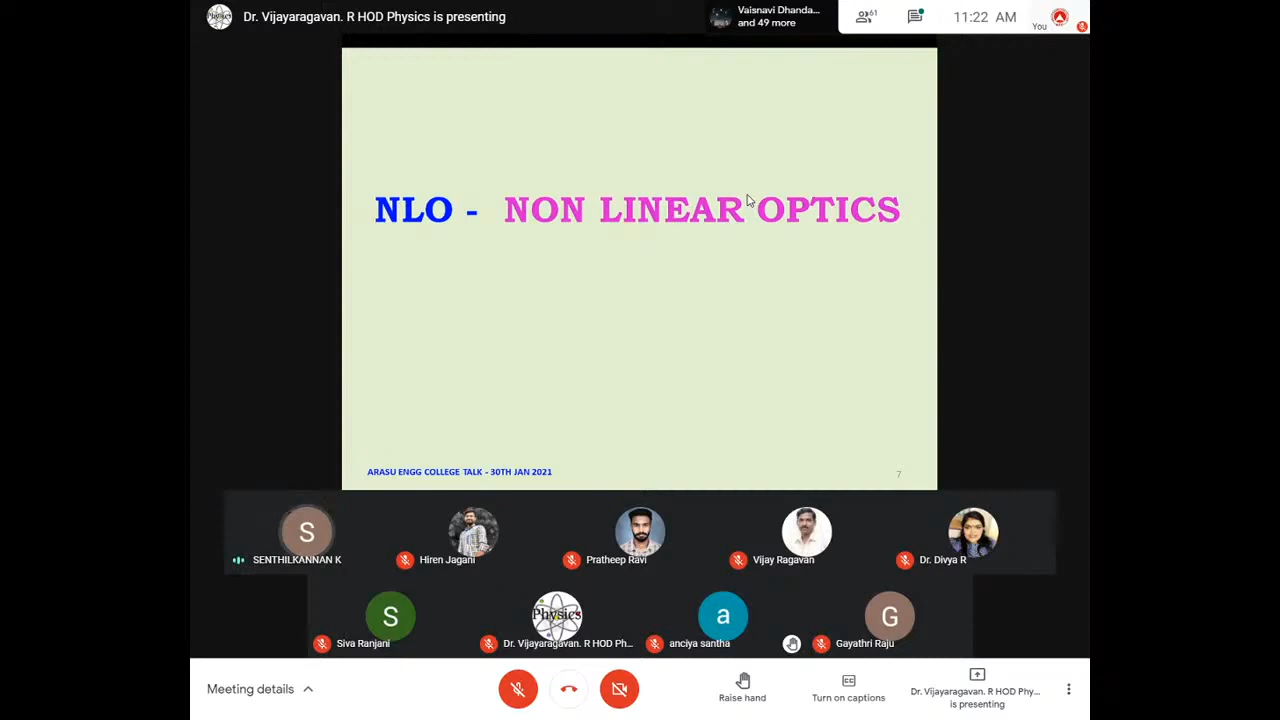 Dr. Vijayaragavan. R HOD Physics is presenting
Vaisnavi Dhanda...
and 49 more
61
11:22 AM
You
NLO - NON LINEAR OPTICS
ARASU ENGG COLLEGE TALK - 30TH JAN 2021
7
S
SENTHILKANNAN K
Hiren Jagani
Pratheep Ravi
Vijay Ragavan
Dr. Divya R
S
Siva Ranjani
Physics
Dr. Vijayaragavan. R HOD Ph...
a
anciya santha
G
Gayathri Raju
Meeting details
Raise hand
CC
Turn on captions
Dr. Vijayaragavan. R HOD Phy...
is presenting